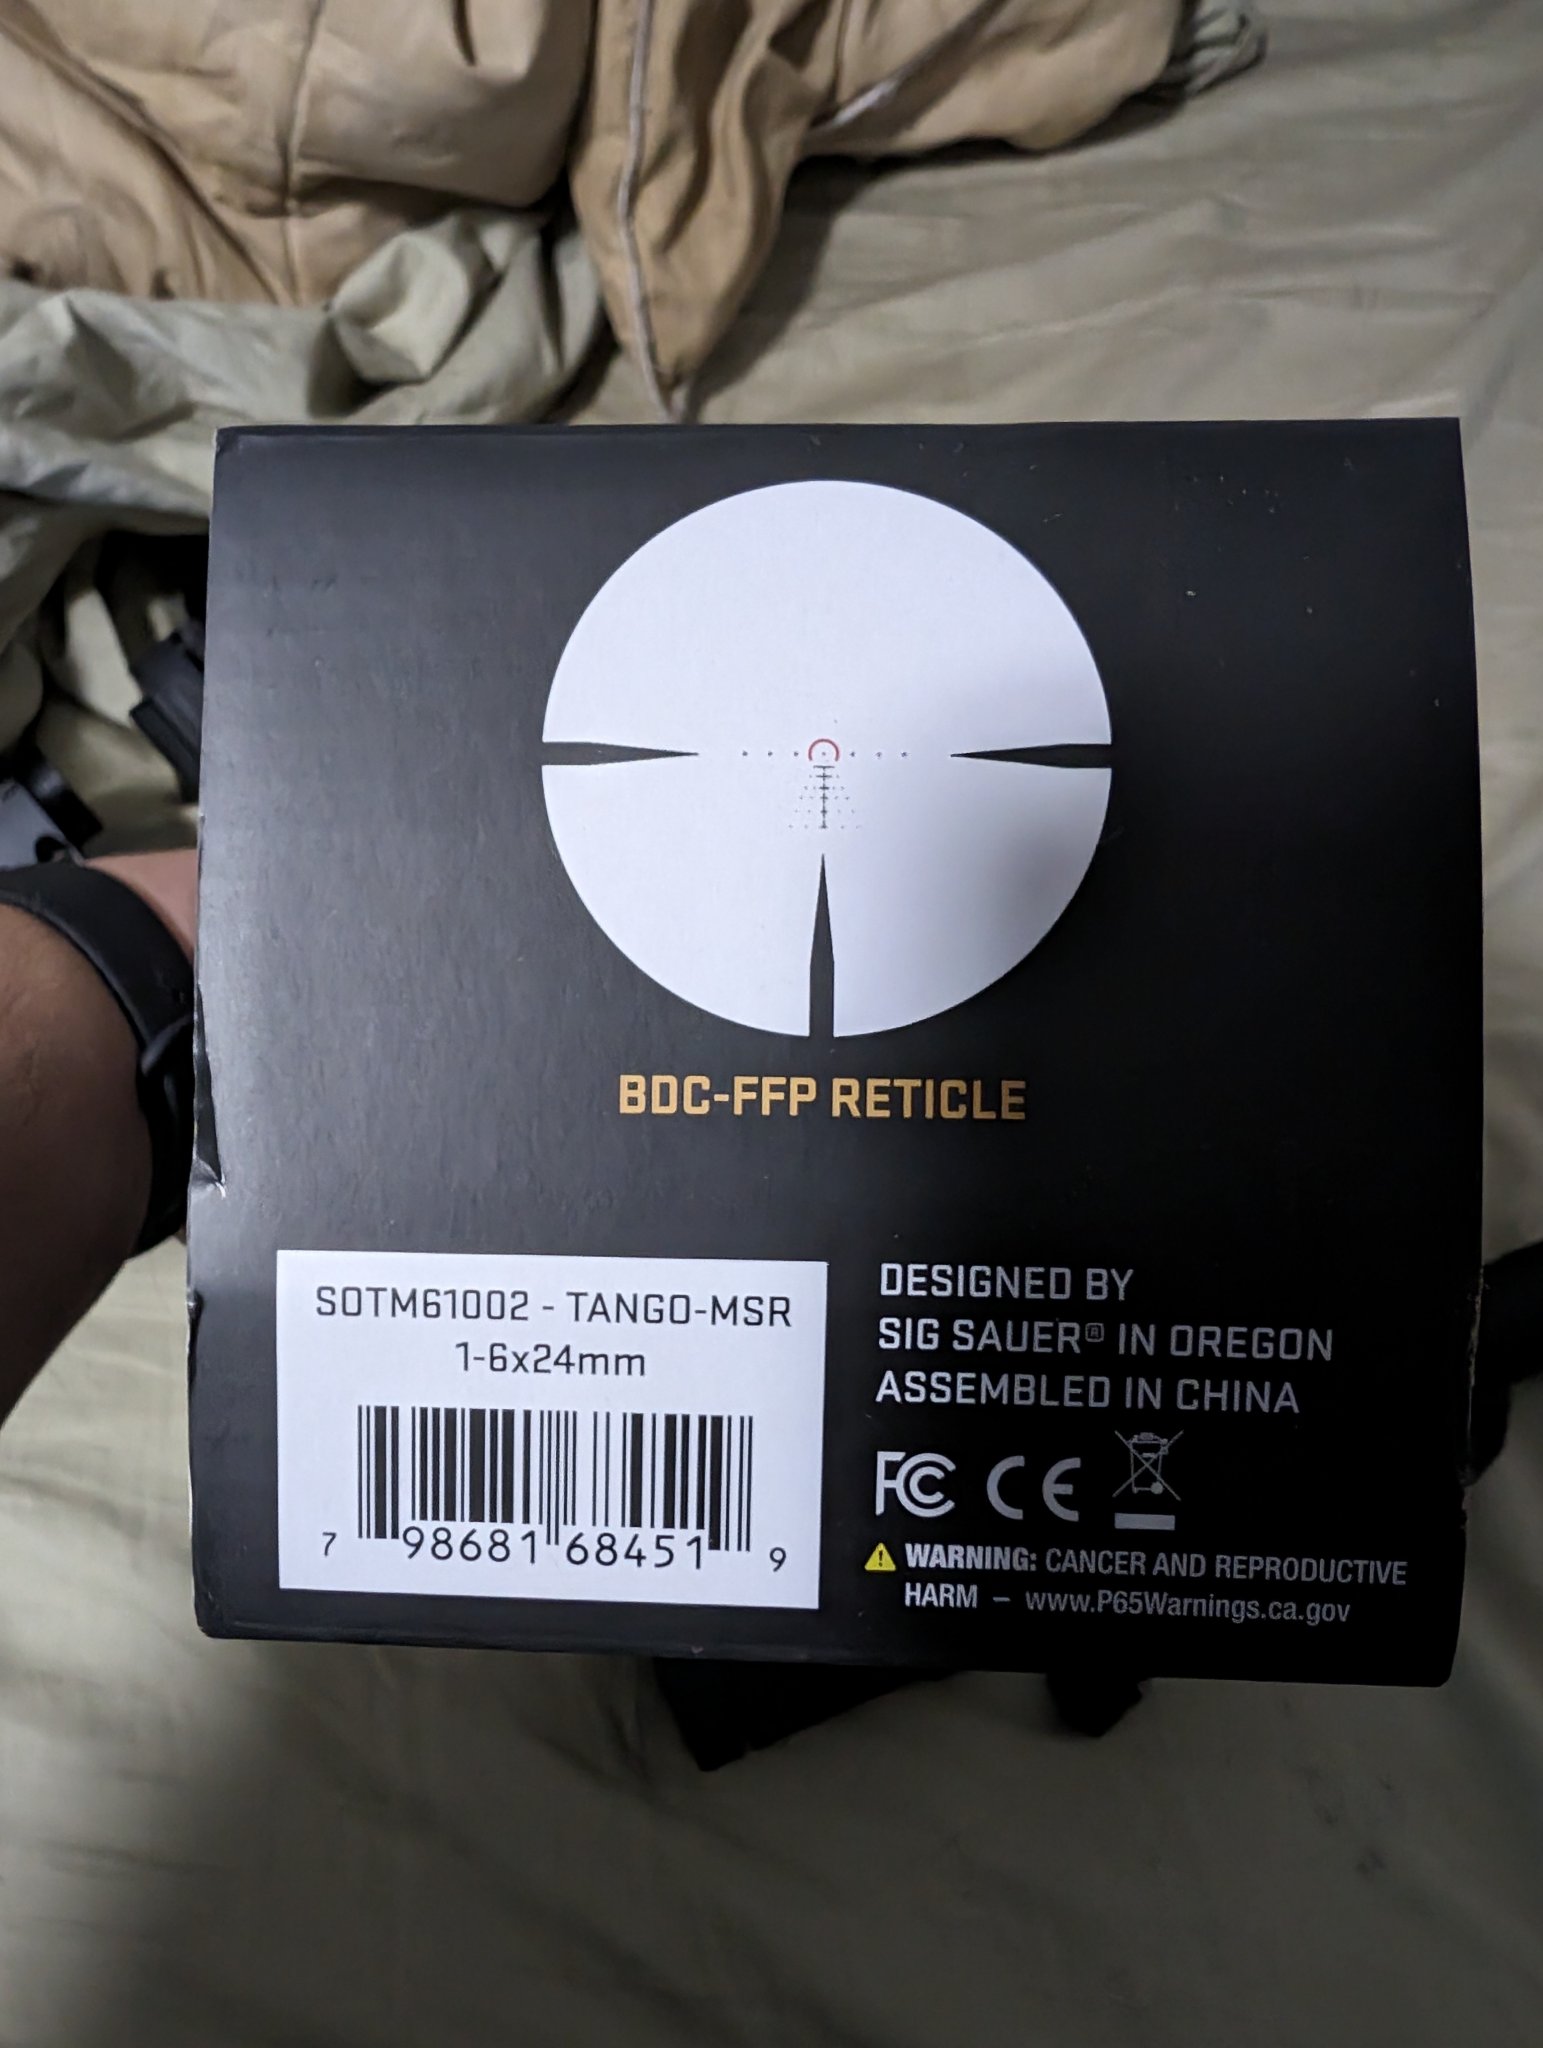 BDC-FFP RETICLE
SOTM61002 - TANGO-MSR
1-6x24mm
7 98681 68451 9
DESIGNED BY
SIG SAUER® IN OREGON
ASSEMBLED IN CHINA
FC CE
WARNING: CANCER AND REPRODUCTIVE
HARM – www.P65Warnings.ca.gov